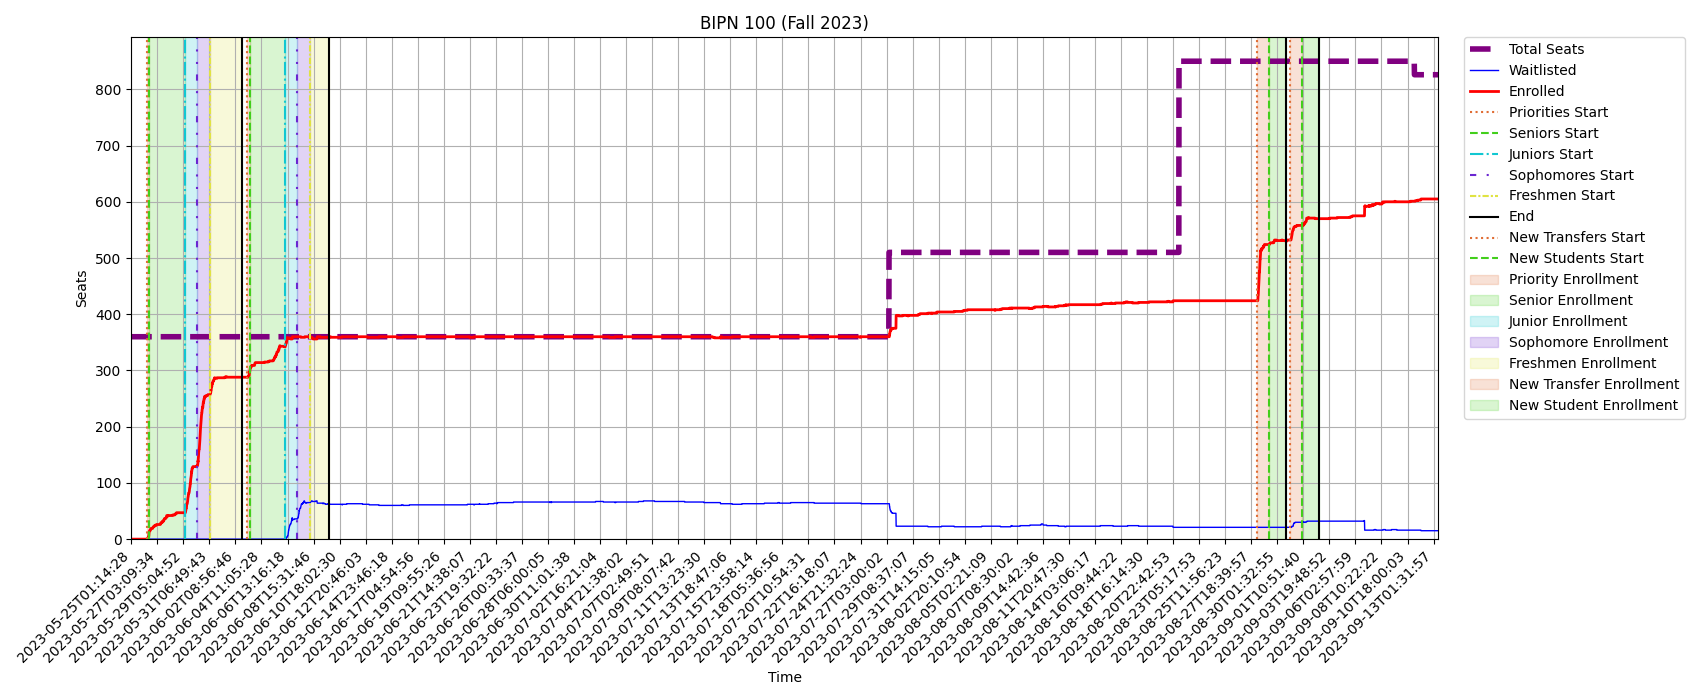 BIPN 100 (Fall 2023)
Seats
800
700
600
500
400
300
200
100
0
2023-05-25T01:14:28
2023-05-27T03:09:34
2023-05-29T05:04:52
2023-05-31T06:49:43
2023-06-02T08:56:46
2023-06-04T11:05:28
2023-06-06T13:16:18
2023-06-08T15:31:46
2023-06-10T18:02:30
2023-06-12T20:46:03
2023-06-14T23:46:18
2023-06-17T04:54:56
2023-06-19T09:55:26
2023-06-21T14:38:07
2023-06-23T19:32:22
2023-06-26T00:33:37
2023-06-28T06:00:05
2023-06-30T11:01:38
2023-07-02T16:21:04
2023-07-04T21:38:02
2023-07-07T02:49:51
2023-07-09T08:07:42
2023-07-11T13:23:30
2023-07-13T18:47:06
2023-07-15T23:58:14
2023-07-18T05:36:56
2023-07-20T10:54:31
2023-07-22T16:18:07
2023-07-24T21:32:24
2023-07-27T03:00:02
2023-07-29T08:37:07
2023-07-31T14:15:05
2023-08-02T20:10:54
2023-08-05T02:21:09
2023-08-07T08:30:02
2023-08-09T14:42:36
2023-08-11T20:47:30
2023-08-14T03:06:17
2023-08-16T09:44:22
2023-08-18T16:14:30
2023-08-20T22:42:53
2023-08-23T05:17:53
2023-08-25T11:56:23
2023-08-27T18:39:57
2023-08-30T01:32:55
2023-09-01T10:51:40
2023-09-03T19:48:52
2023-09-06T02:57:59
2023-09-08T10:22:22
2023-09-10T18:00:03
2023-09-13T01:31:57
Time
Total Seats
Waitlisted
Enrolled
Priorities Start
Seniors Start
Juniors Start
Sophomores Start
Freshmen Start
End
New Transfers Start
New Students Start
Priority Enrollment
Senior Enrollment
Junior Enrollment
Sophomore Enrollment
Freshmen Enrollment
New Transfer Enrollment
New Student Enrollment